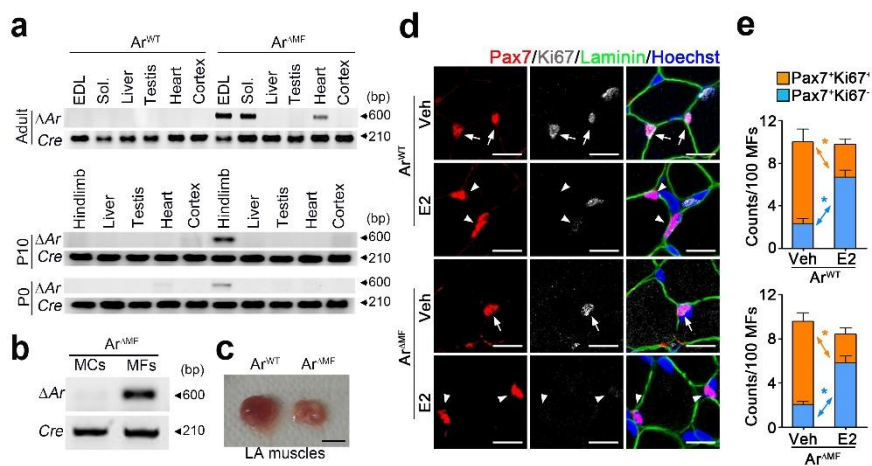 a
Ar^WT Ar^ΔMF
EDL Sol. Liver Testis Heart Cortex EDL Sol. Liver Testis Heart Cortex
(bp)
Adult
ΔAr ◄600
Cre ◄210
Hindlimb Liver Testis Heart Cortex Hindlimb Liver Testis Heart Cortex
(bp)
P10
ΔAr ◄600
Cre ◄210
P0
ΔAr ◄600
Cre ◄210
b
Ar^ΔMF
MCs MFs (bp)
ΔAr ◄600
Cre ◄210
c
Ar^WT Ar^ΔMF
LA muscles
d
Pax7/Ki67/Laminin/Hoechst
Ar^WT
Veh
E2
Ar^ΔMF
Veh
E2
e
Pax7⁺Ki67⁺
Pax7⁺Ki67⁻
Counts/100 MFs
12
8
4
0
*
*
Veh E2
Ar^WT
Counts/100 MFs
12
8
4
0
*
*
Veh E2
Ar^ΔMF